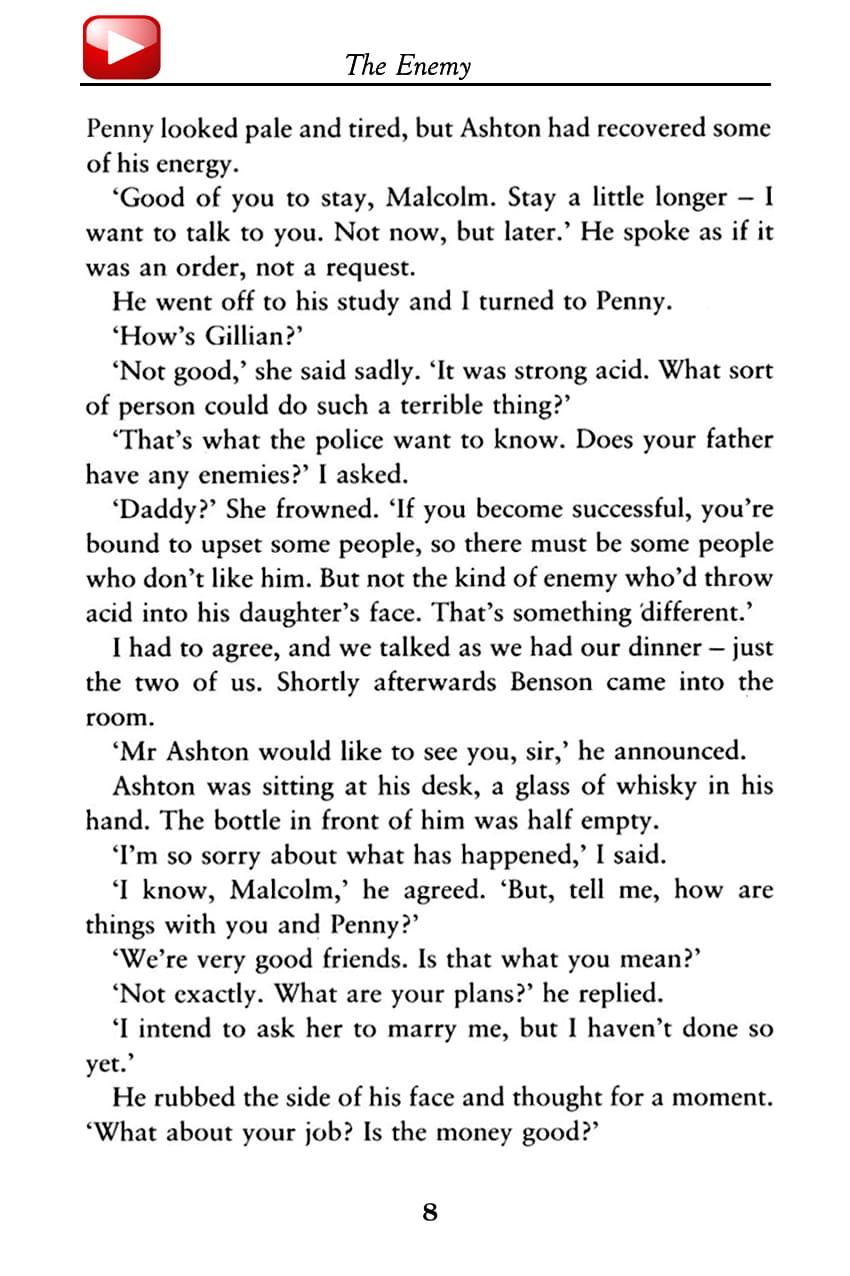 The Enemy
Penny looked pale and tired, but Ashton had recovered some
of his energy.
‘Good of you to stay, Malcolm. Stay a little longer – I
want to talk to you. Not now, but later.’ He spoke as if it
was an order, not a request.
He went off to his study and I turned to Penny.
‘How’s Gillian?’
‘Not good,’ she said sadly. ‘It was strong acid. What sort
of person could do such a terrible thing?’
‘That’s what the police want to know. Does your father
have any enemies?’ I asked.
‘Daddy?’ She frowned. ‘If you become successful, you’re
bound to upset some people, so there must be some people
who don’t like him. But not the kind of enemy who’d throw
acid into his daughter’s face. That’s something different.’
I had to agree, and we talked as we had our dinner – just
the two of us. Shortly afterwards Benson came into the
room.
‘Mr Ashton would like to see you, sir,’ he announced.
Ashton was sitting at his desk, a glass of whisky in his
hand. The bottle in front of him was half empty.
‘I’m so sorry about what has happened,’ I said.
‘I know, Malcolm,’ he agreed. ‘But, tell me, how are
things with you and Penny?’
‘We’re very good friends. Is that what you mean?’
‘Not exactly. What are your plans?’ he replied.
‘I intend to ask her to marry me, but I haven’t done so
yet.’
He rubbed the side of his face and thought for a moment.
‘What about your job? Is the money good?’
8